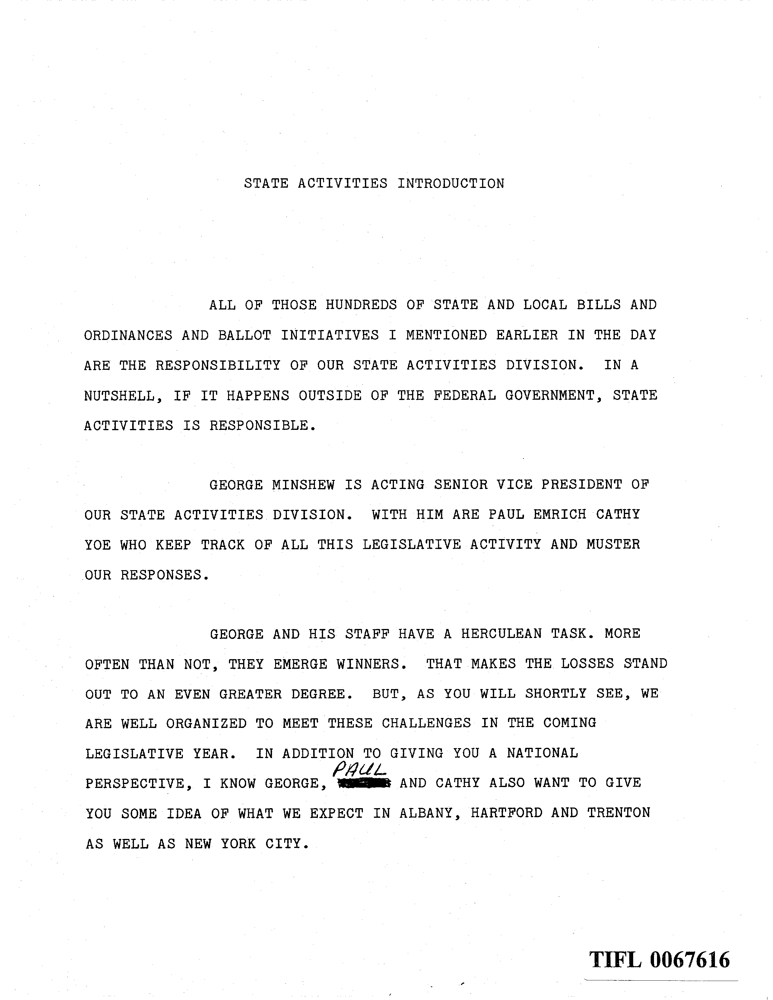 STATE ACTIVITIES INTRODUCTION
ALL OF THOSE HUNDREDS OF STATE AND LOCAL BILLS AND
ORDINANCES AND BALLOT INITIATIVES I MENTIONED EARLIER IN THE DAY
ARE THE RESPONSIBILITY OF OUR STATE ACTIVITIES DIVISION. IN A
NUTSHELL, IF IT HAPPENS OUTSIDE OF THE FEDERAL GOVERNMENT, STATE
ACTIVITIES IS RESPONSIBLE.
GEORGE MINSHEW IS ACTING SENIOR VICE PRESIDENT OF
OUR STATE ACTIVITIES DIVISION. WITH HIM ARE PAUL EMRICH CATHY
YOE WHO KEEP TRACK OF ALL THIS LEGISLATIVE ACTIVITY AND MUSTER
OUR RESPONSES.
GEORGE AND HIS STAFF HAVE A HERCULEAN TASK. MORE
OFTEN THAN NOT, THEY EMERGE WINNERS. THAT MAKES THE LOSSES STAND
OUT TO AN EVEN GREATER DEGREE. BUT, AS YOU WILL SHORTLY SEE, WE
ARE WELL ORGANIZED TO MEET THESE CHALLENGES IN THE COMING
LEGISLATIVE YEAR. IN ADDITION TO GIVING YOU A NATIONAL
PAUL
PERSPECTIVE, I KNOW GEORGE, AND CATHY ALSO WANT TO GIVE
YOU SOME IDEA OF WHAT WE EXPECT IN ALBANY, HARTFORD AND TRENTON
AS WELL AS NEW YORK CITY.
TIFL 0067616